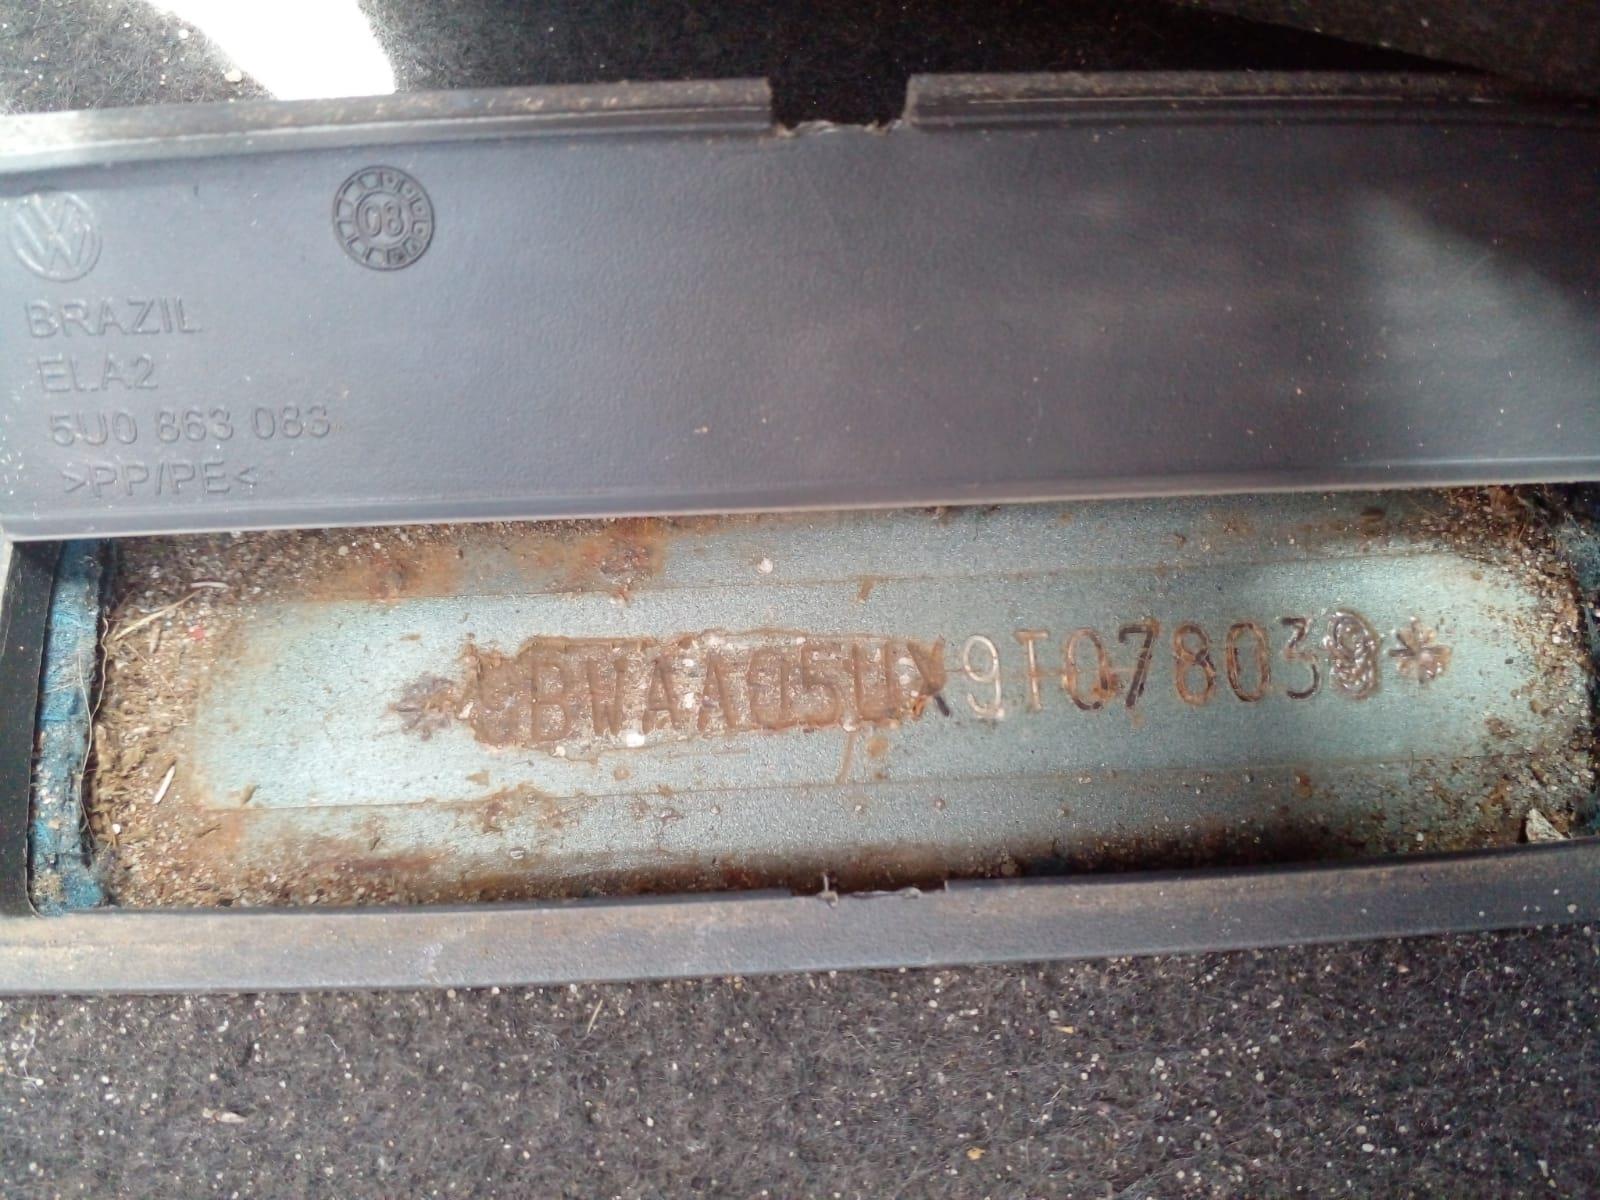 08
BRAZIL
ELA2
5U0 863 083
>PP/PE<
*9BWAA05UX9T078039*